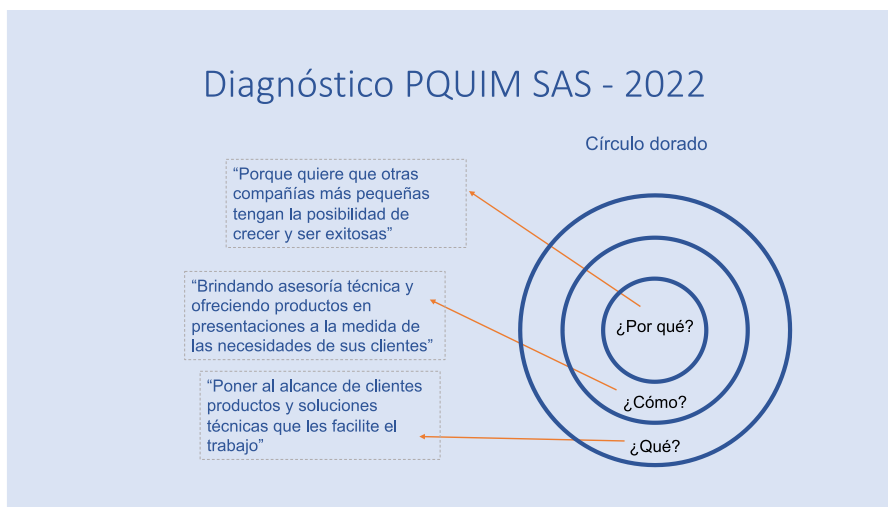 Diagnóstico PQUIM SAS - 2022
Círculo dorado
“Porque quiere que otras
compañías más pequeñas
tengan la posibilidad de
crecer y ser exitosas”
“Brindando asesoría técnica y
ofreciendo productos en
presentaciones a la medida de
las necesidades de sus clientes”
“Poner al alcance de clientes
productos y soluciones
técnicas que les facilite el
trabajo”
¿Por qué?
¿Cómo?
¿Qué?